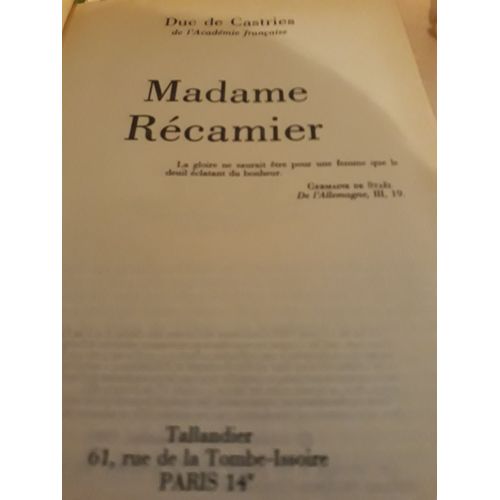 Duc de Castries
de l'Académie française
Madame
Récamier
La gloire ne saurait être pour une femme que le
deuil éclatant du bonheur.
Germaine de Staël
De l'Allemagne, III, 19.
Tallandier
61, rue de la Tombe-Issoire
PARIS 14e